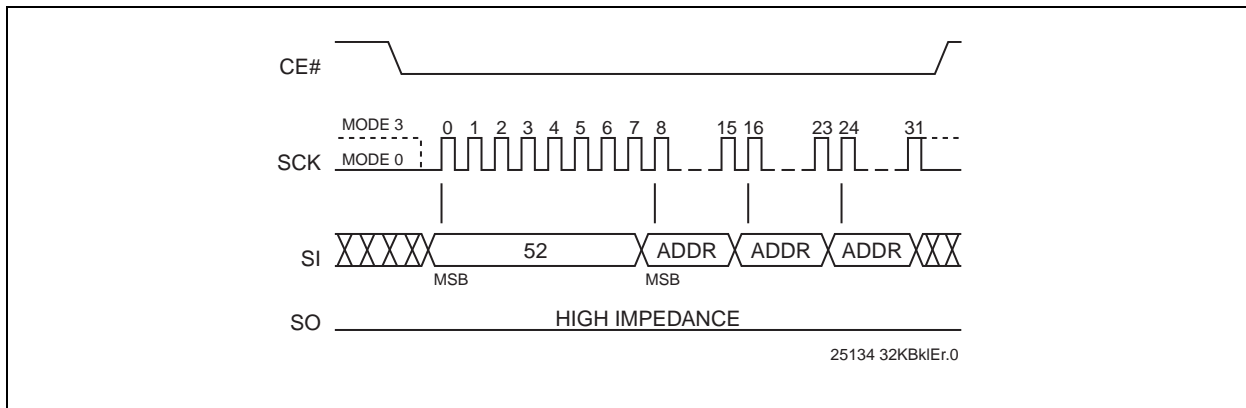 CE#
MODE 3
0 1 2 3 4 5 6 7 8 15 16 23 24 31
SCK
MODE 0
SI
52 ADDR ADDR ADDR
MSB MSB
SO HIGH IMPEDANCE
25134 32KBklEr.0